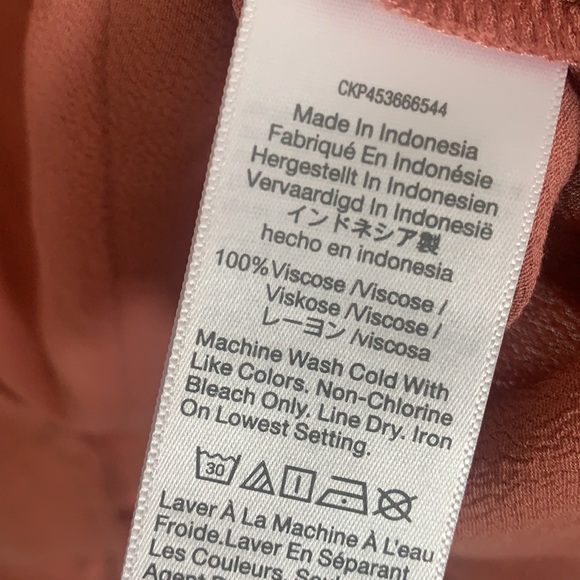 CKP453666544
Made In Indonesia
Fabriqué En Indonésie
Hergestellt In Indonesien
Vervaardigd In Indonesië
インドネシア製
hecho en indonesia
100% Viscose /Viscose /
Viskose /Viscose /
レーヨン /viscosa
Machine Wash Cold With
Like Colors. Non-Chlorine
Bleach Only. Line Dry. Iron
On Lowest Setting.
30
Laver À La Machine À L'eau
Froide.Laver En Séparant
Les Couleurs.
Agent